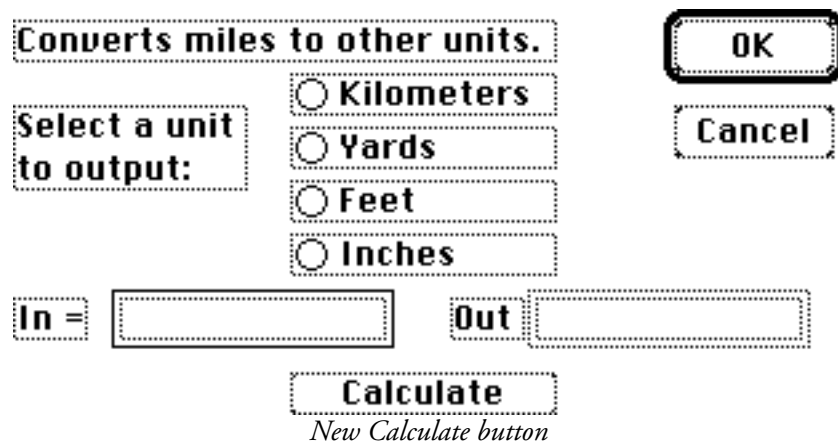 Converts miles to other units.
OK
Kilometers
Select a unit
to output:
Cancel
Yards
Feet
Inches
In =
Out
Calculate
New Calculate button